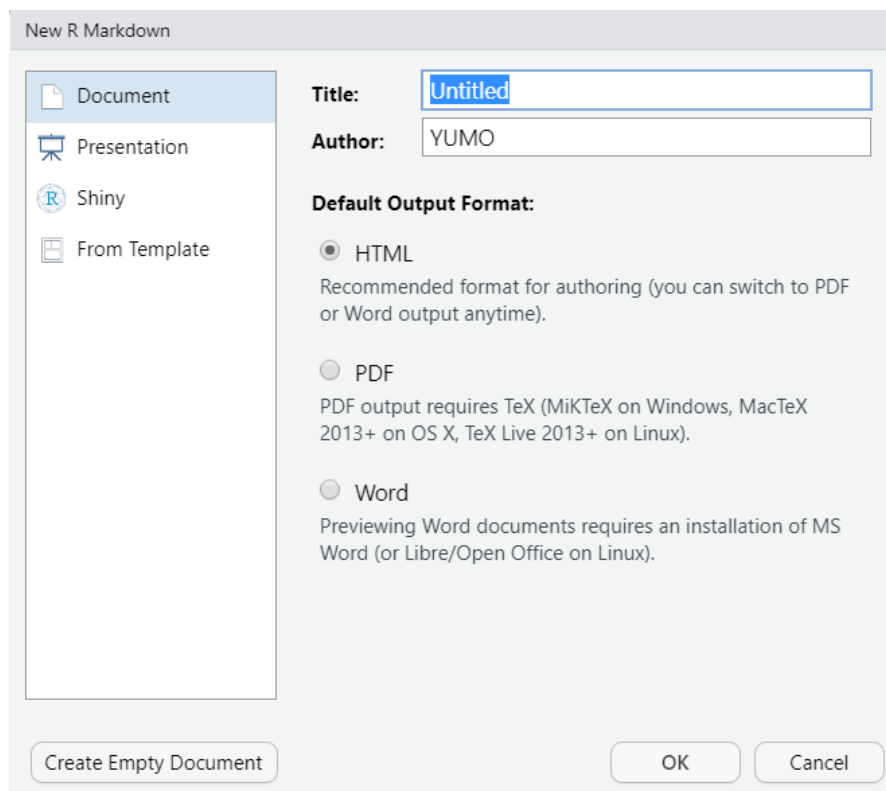 New R Markdown
Document
Presentation
Shiny
From Template
Title: Untitled
Author: YUMO
Default Output Format:
HTML
Recommended format for authoring (you can switch to PDF
or Word output anytime).
PDF
PDF output requires TeX (MiKTeX on Windows, MacTeX
2013+ on OS X, TeX Live 2013+ on Linux).
Word
Previewing Word documents requires an installation of MS
Word (or Libre/Open Office on Linux).
Create Empty Document
OK
Cancel